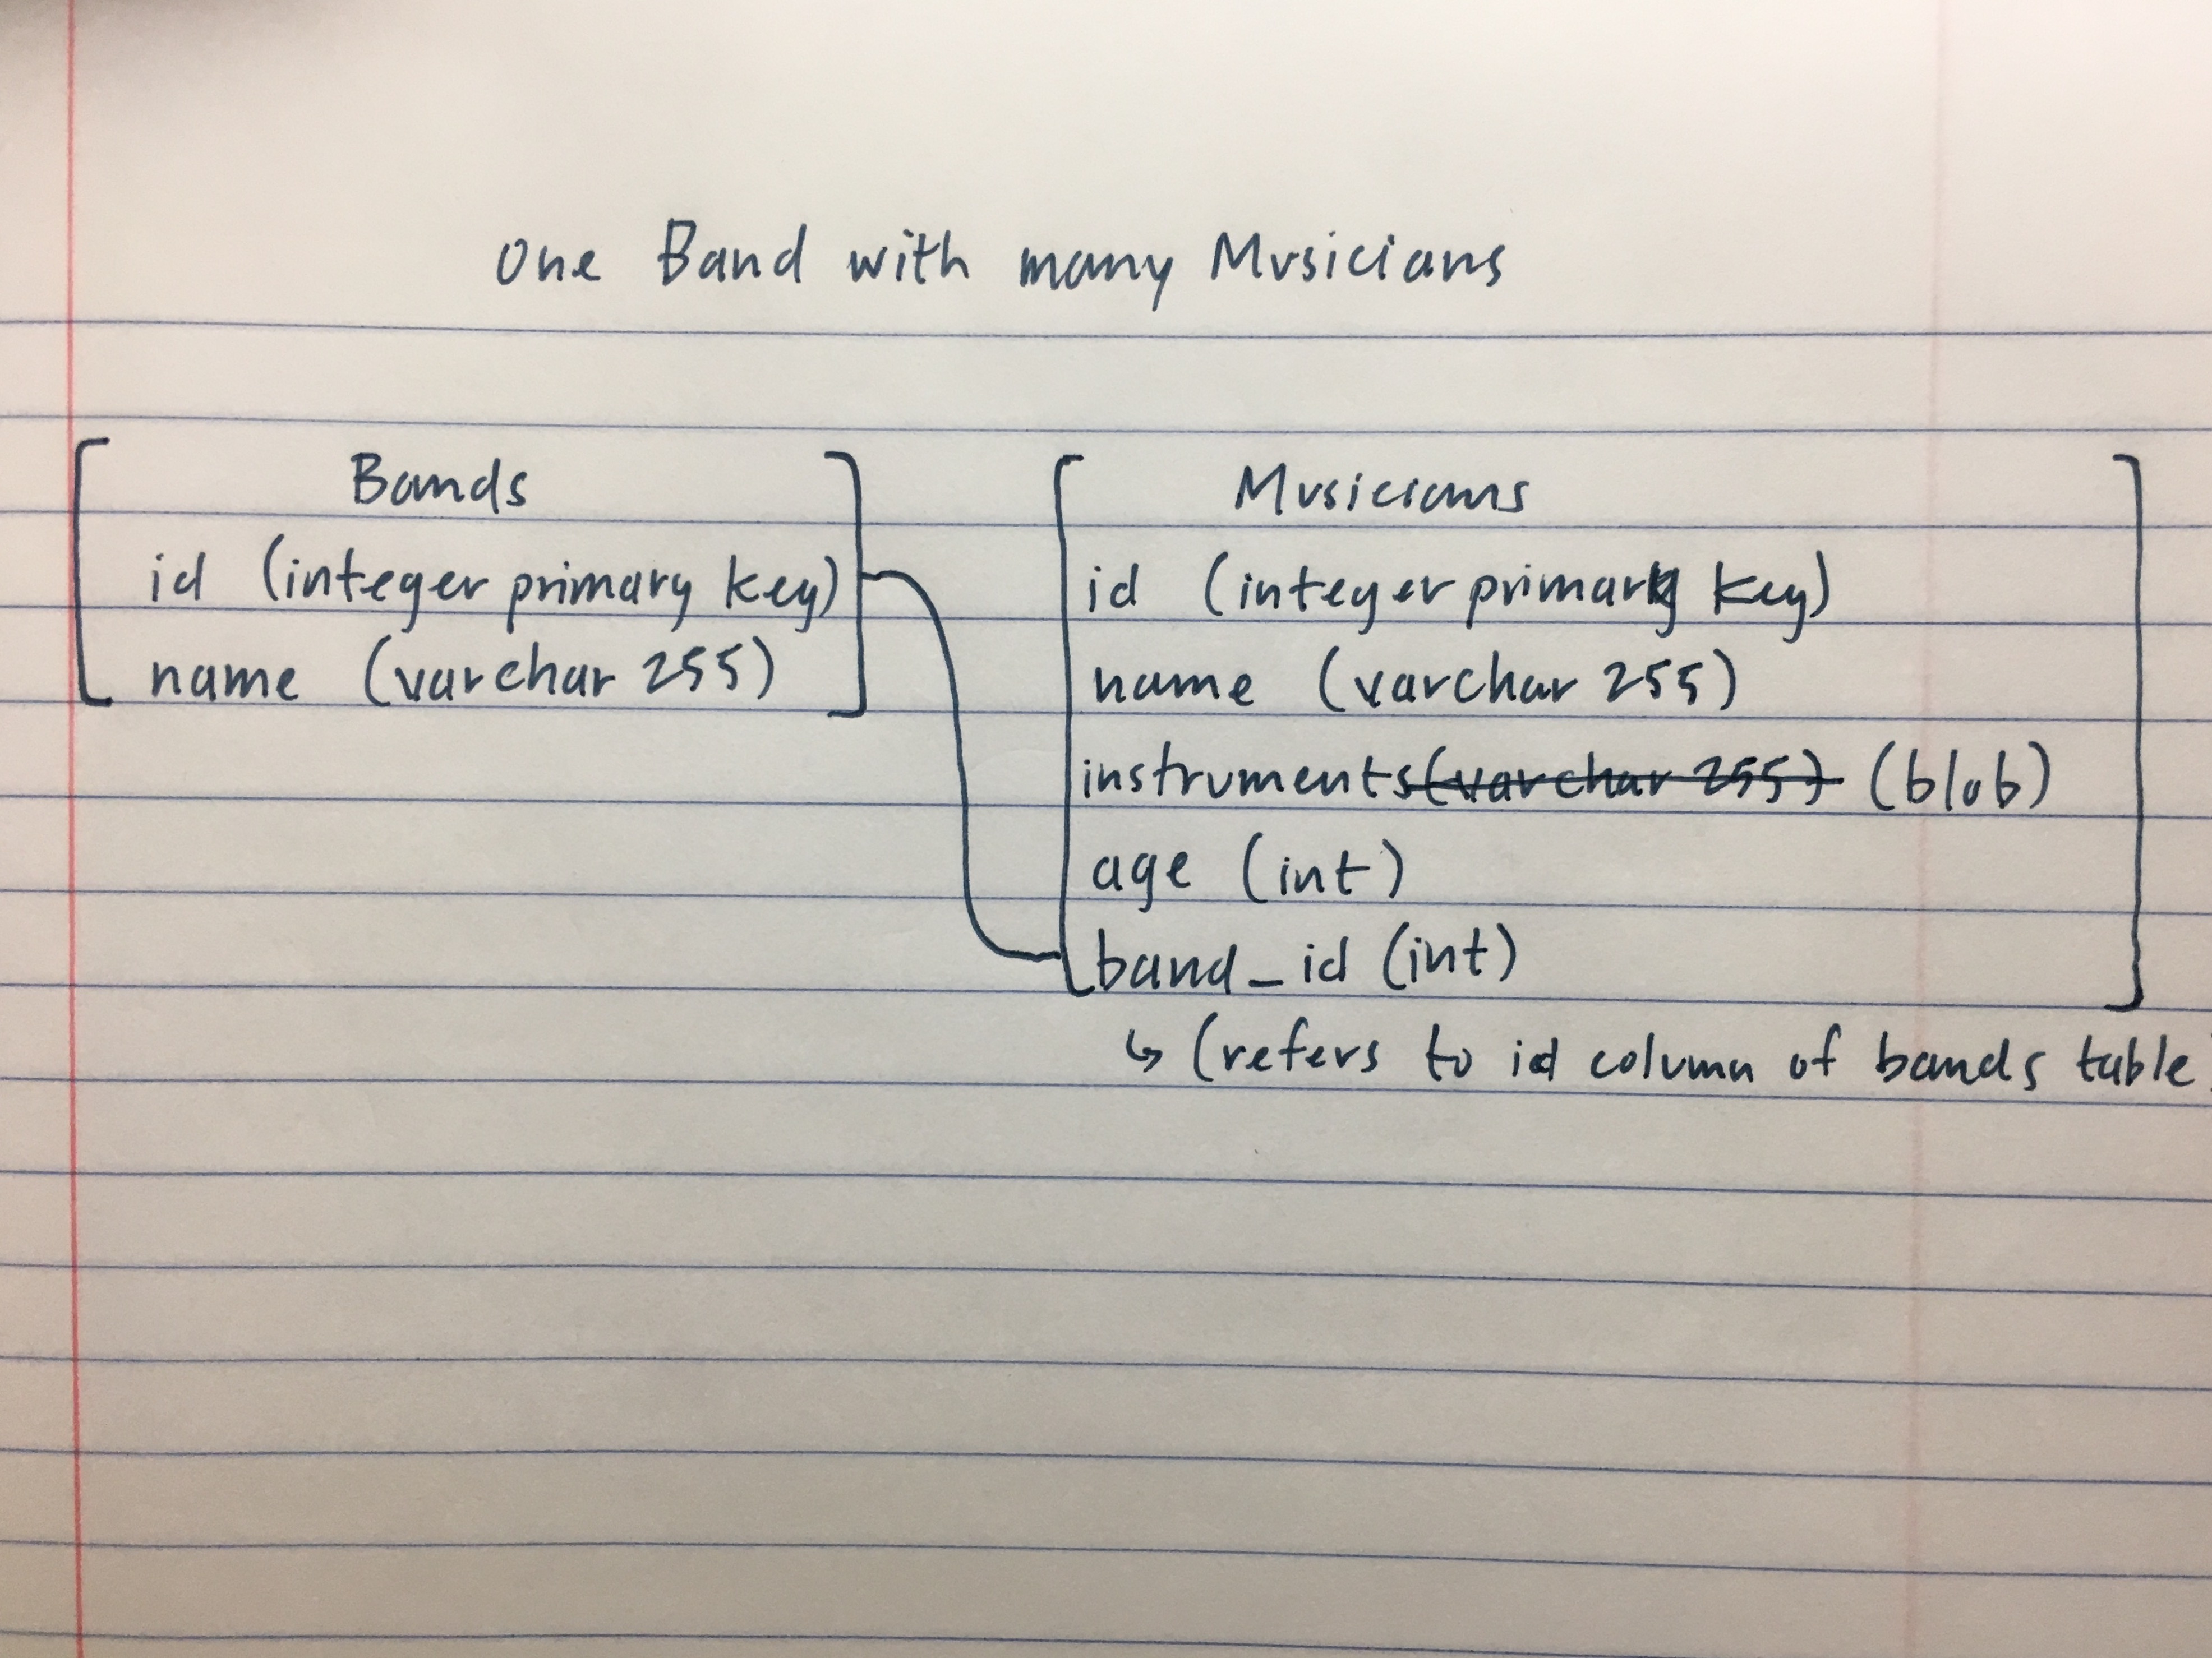 One Band with many Musicians
Bands
id (integer primary key)
name (varchar 255)
Musicians
id (integer primary key)
name (varchar 255)
instruments (varchar 255) (blob)
age (int)
band_id (int)
↳ (refers to id column of bands table)